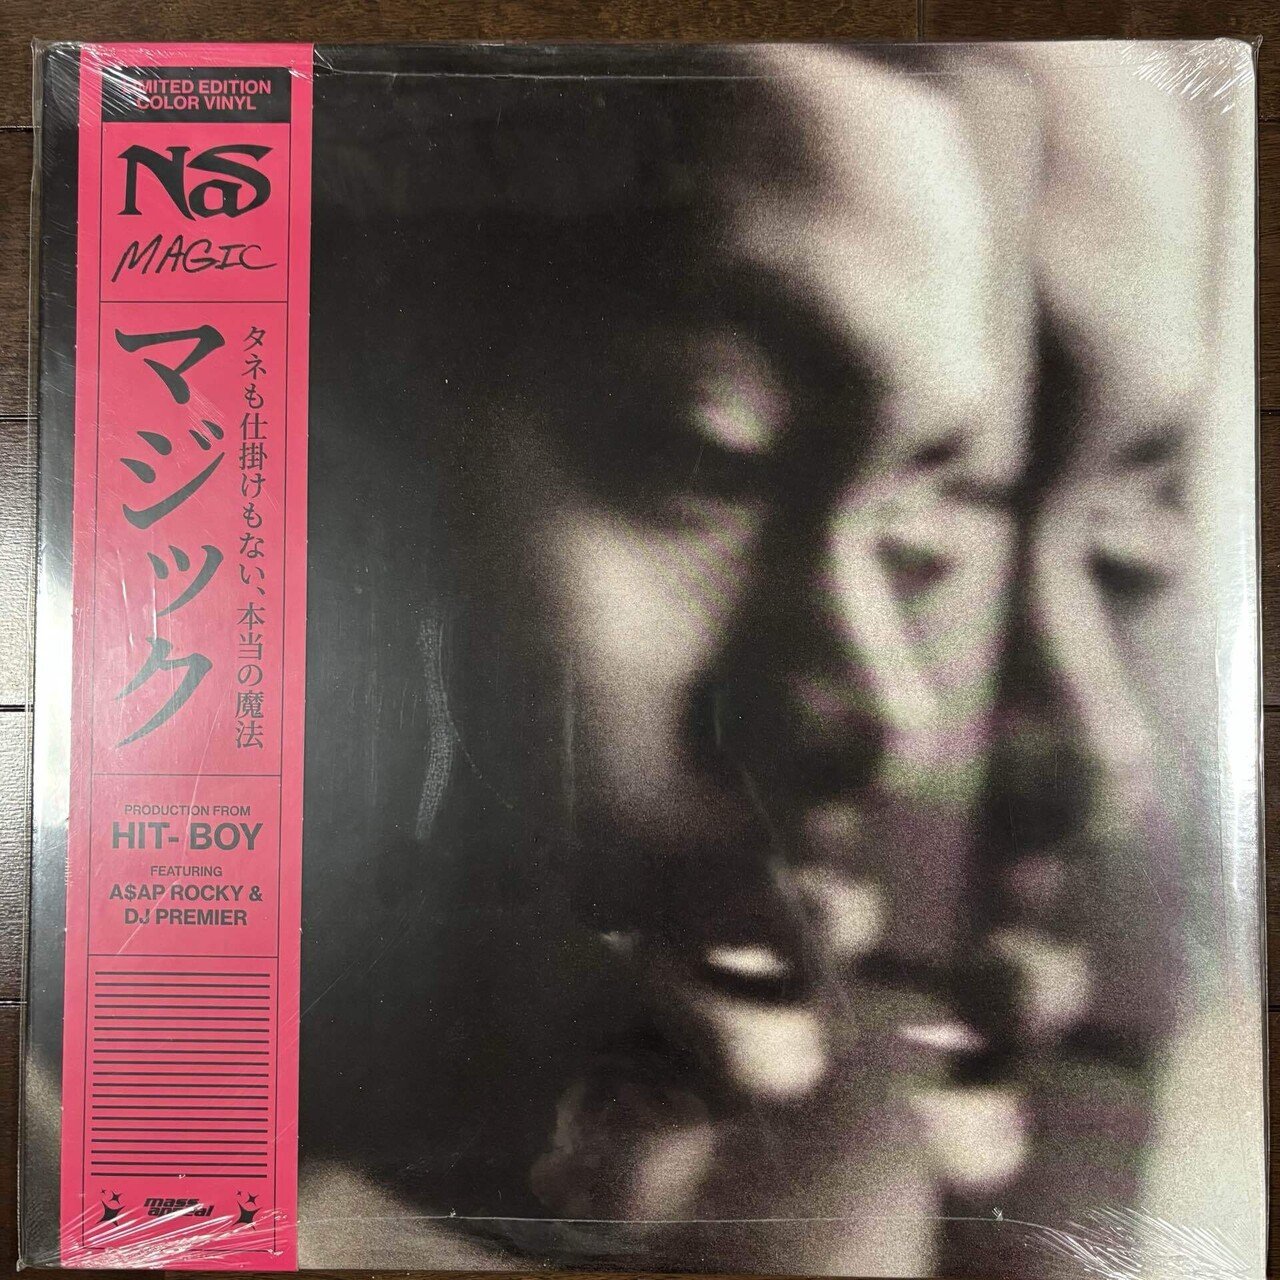 LIMITED EDITION
COLOR VINYL
NaS
MAGIC
マジック
タネも仕掛けもない、本当の魔法
PRODUCTION FROM
HIT- BOY
FEATURING
A$AP ROCKY &
DJ PREMIER
mass
appeal